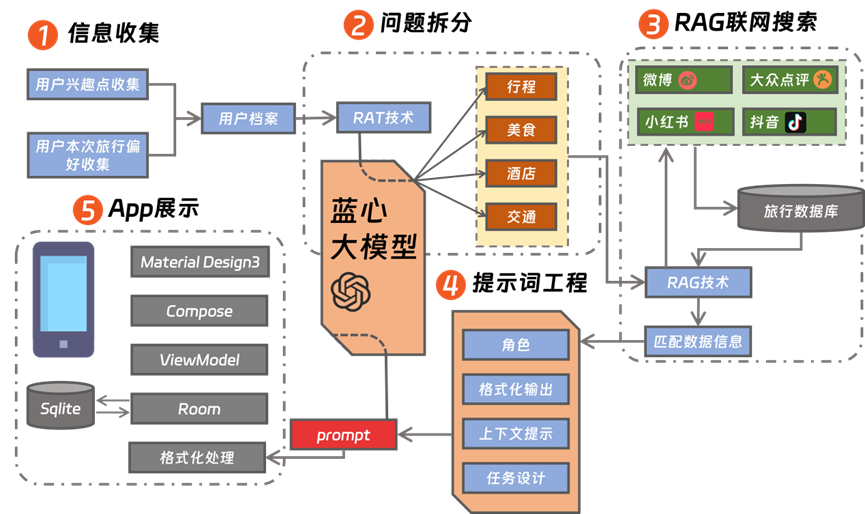 1 信息收集
用户兴趣点收集
用户本次旅行偏
好收集
用户档案
2 问题拆分
RAT技术
行程
美食
酒店
交通
蓝心
大模型
3 RAG联网搜索
微博
大众点评
小红书
抖音
旅行数据库
RAG技术
匹配数据信息
4 提示词工程
角色
格式化输出
上下文提示
任务设计
prompt
5 App展示
Material Design3
Compose
ViewModel
Room
Sqlite
格式化处理